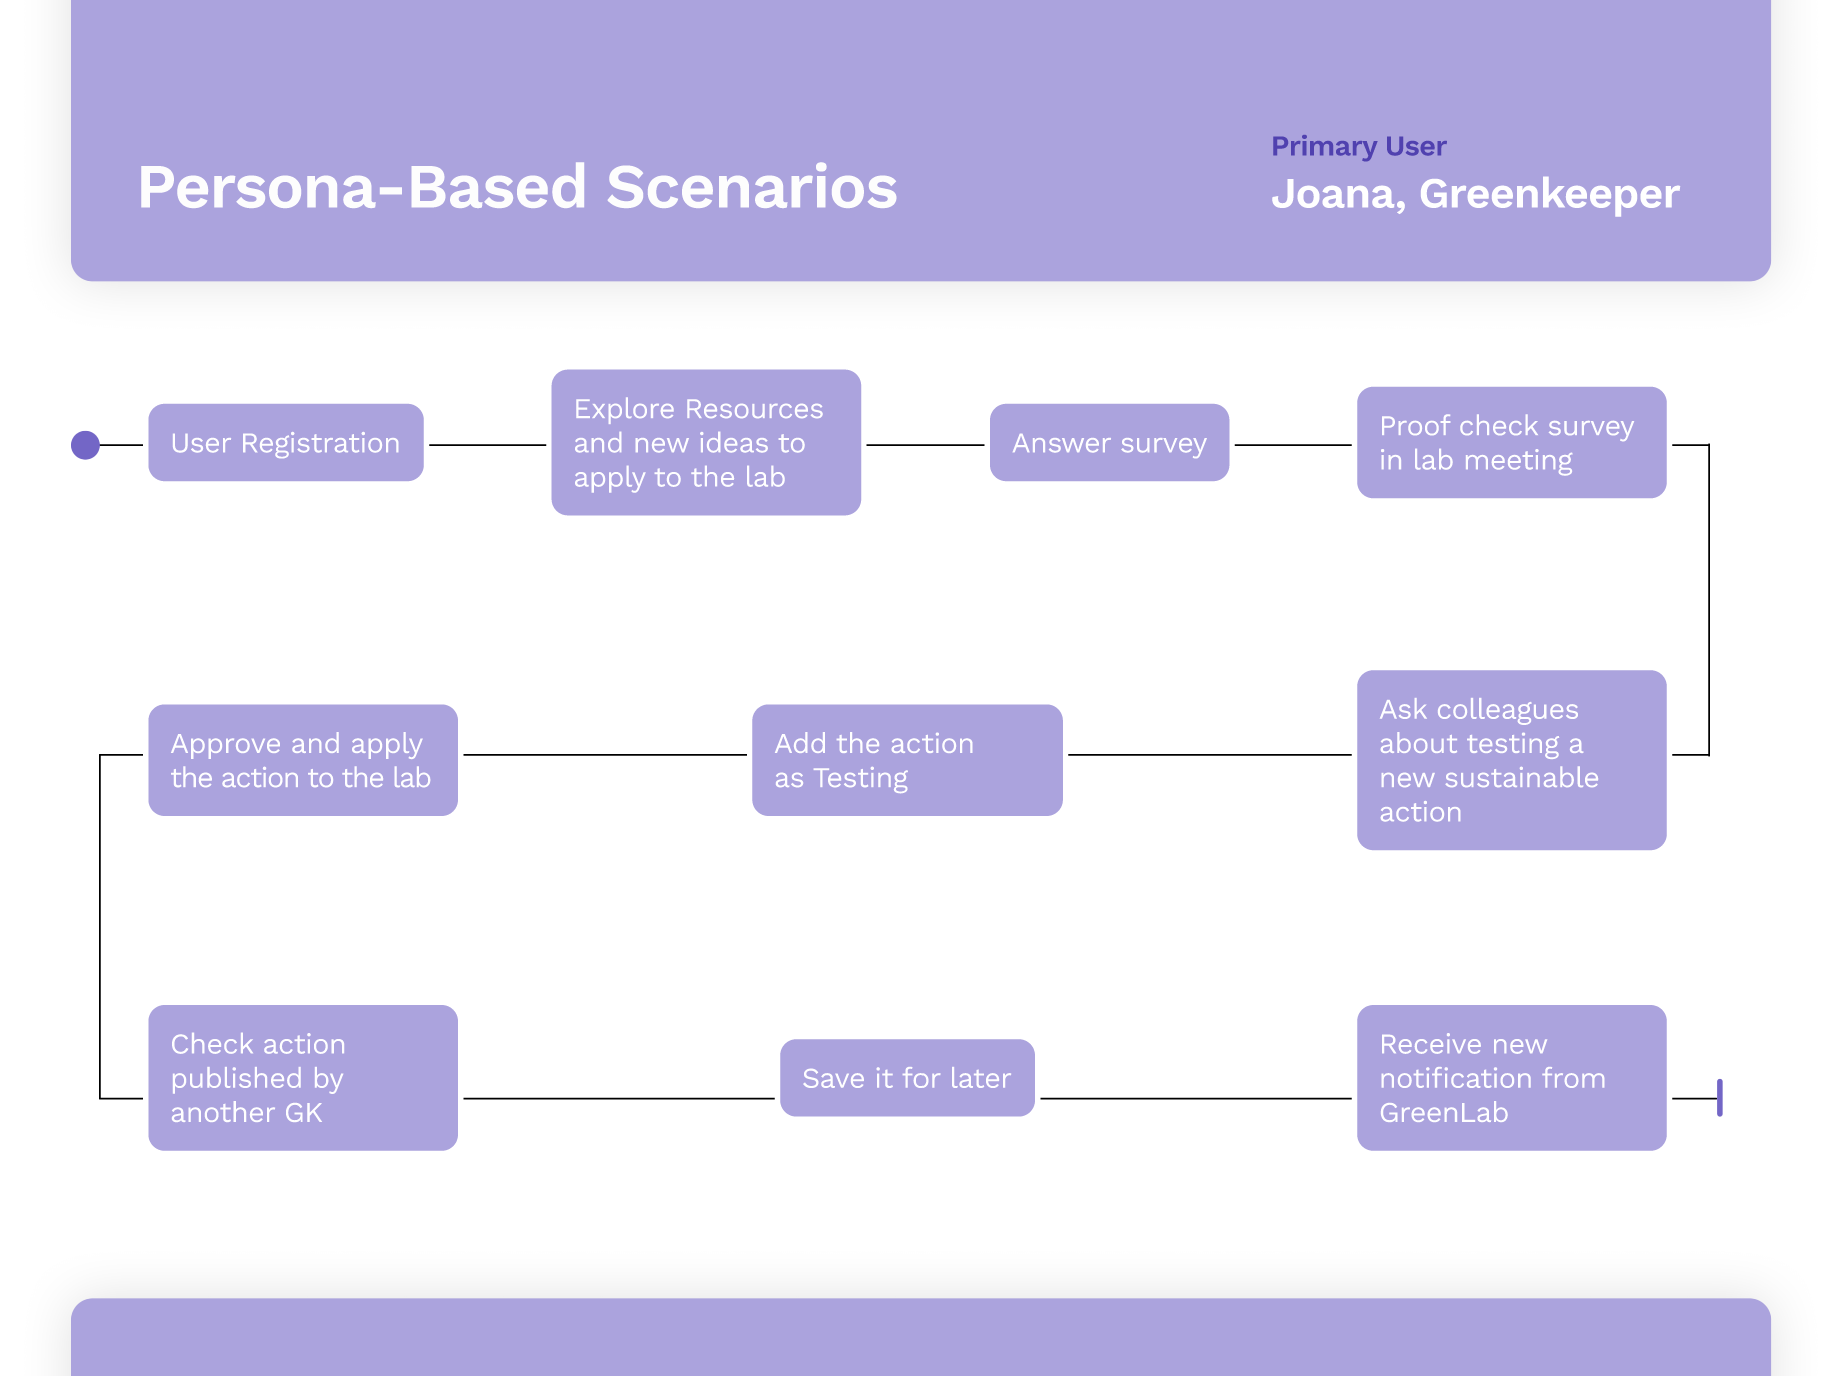 Persona-Based Scenarios
Primary User
Joana, Greenkeeper
User Registration
Explore Resources
and new ideas to
apply to the lab
Answer survey
Proof check survey
in lab meeting
Ask colleagues
about testing a
new sustainable
action
Add the action
as Testing
Approve and apply
the action to the lab
Check action
published by
another GK
Save it for later
Receive new
notification from
GreenLab